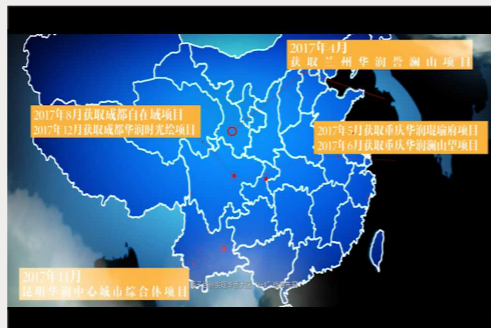 2017年4月
获取兰州华润誉澜山项目
2017年8月获取成都自在城项目
2017年12月获取成都华润时光绘项目
2017年5月获取重庆华润琨瑜府项目
2017年6月获取重庆华润澜山望项目
2017年11月
昆明华润中心城市综合体项目